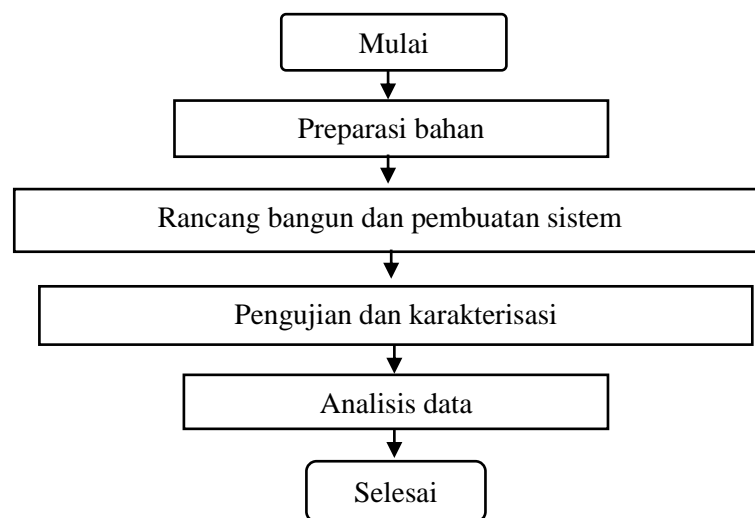 Mulai
Preparasi bahan
Rancang bangun dan pembuatan sistem
Pengujian dan karakterisasi
Analisis data
Selesai